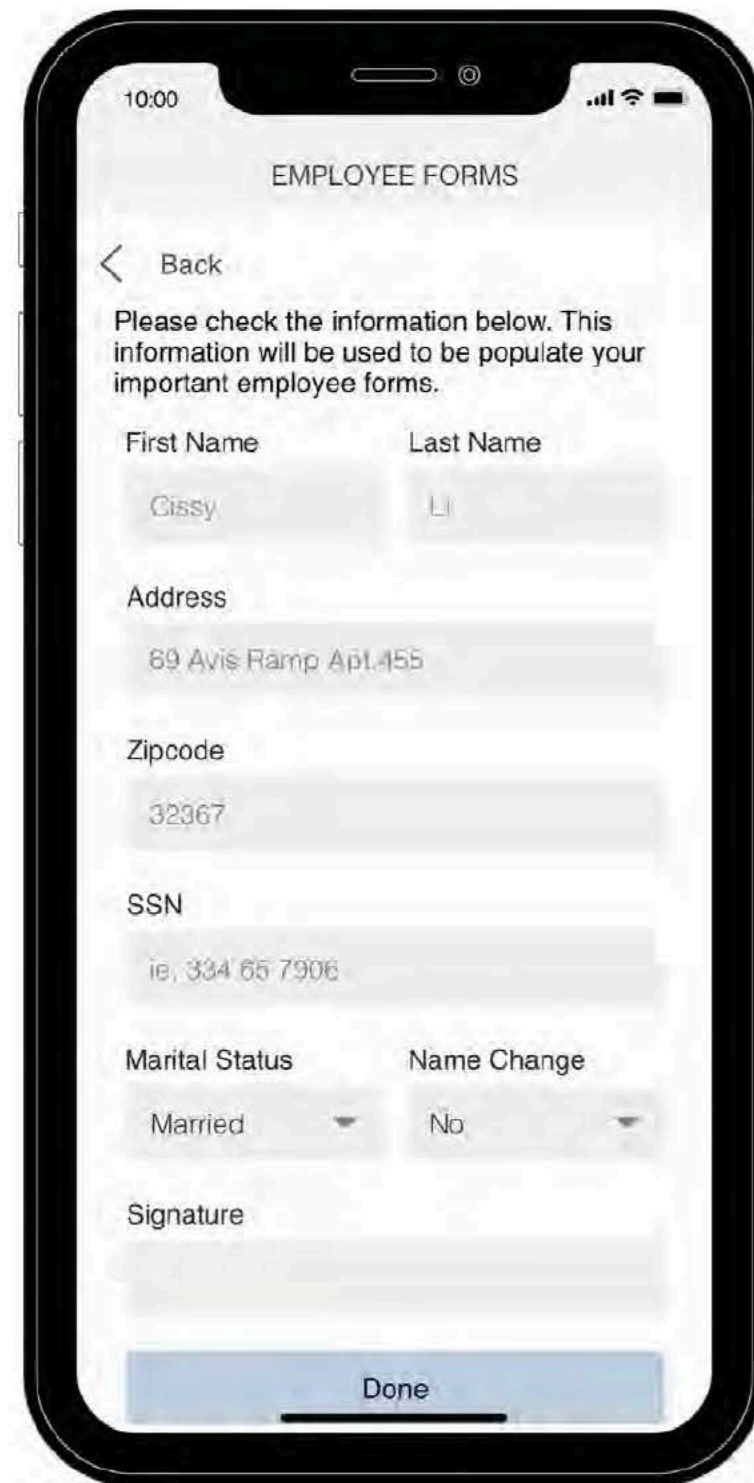 10:00
EMPLOYEE FORMS
Back
Please check the information below. This
information will be used to be populate your
important employee forms.
First Name Last Name
Cissy Li
Address
69 Avis Ramp Apt.455
Zipcode
32367
SSN
ie. 334 65 7906
Marital Status Name Change
Married No
Signature
Done